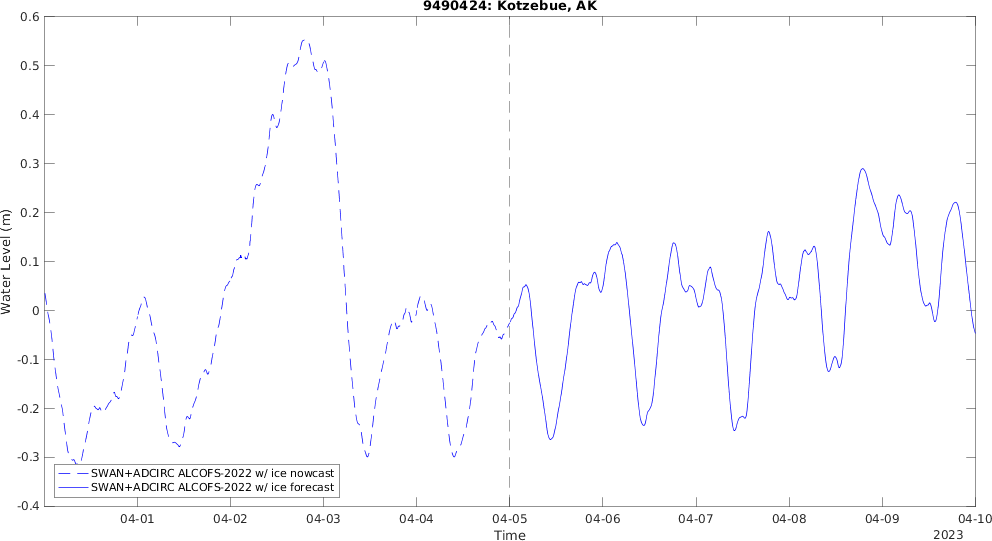 9490424: Kotzebue, AK
0.6
0.5
0.4
0.3
0.2
0.1
0
-0.1
-0.2
-0.3
-0.4
Water Level (m)
SWAN+ADCIRC ALCOFS-2022 w/ ice nowcast
SWAN+ADCIRC ALCOFS-2022 w/ ice forecast
04-01 04-02 04-03 04-04 04-05 04-06 04-07 04-08 04-09 04-10
Time
2023